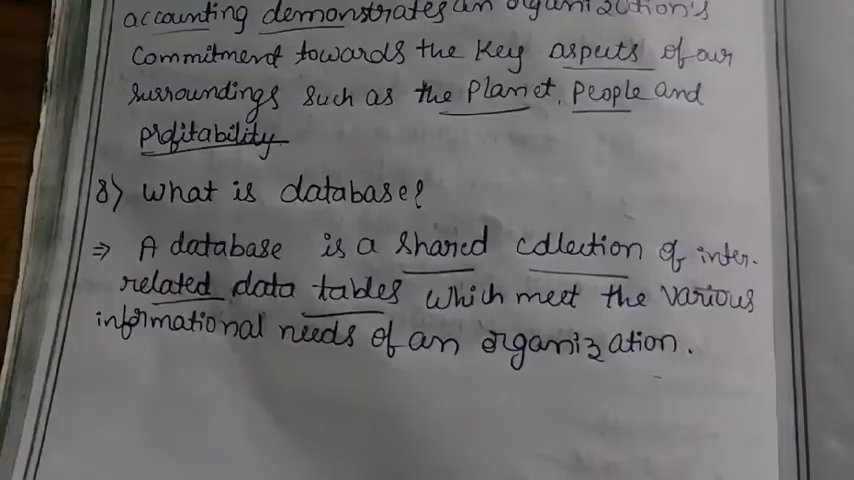 accounting demonstrates an organization's
Commitment towards the key aspects of our
surroundings such as the planet, People and
profitability
8) What is database?
⇒ A database is a shared collection of inter-
related data tables which meet the various
informational needs of an organization.